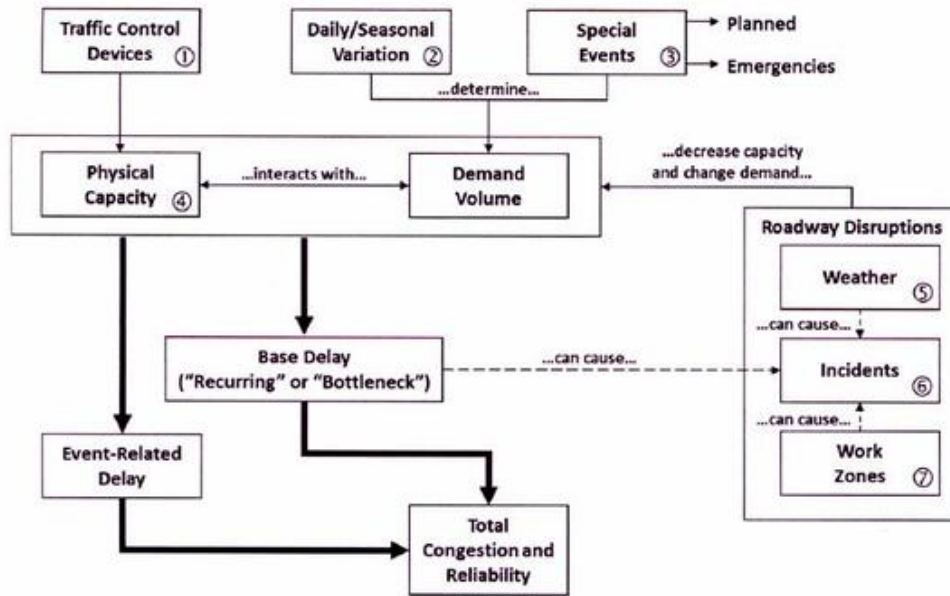 Traffic Control
Devices ①
Daily/Seasonal
Variation ②
Special
Events ③
Planned
Emergencies
...determine...
Physical
Capacity ④
...interacts with...
Demand
Volume
...decrease capacity
and change demand...
Roadway Disruptions
Weather
⑤
...can cause...
Incidents
⑥
...can cause...
Work
Zones ⑦
Base Delay
("Recurring" or "Bottleneck")
...can cause...
Event-Related
Delay
Total
Congestion and
Reliability